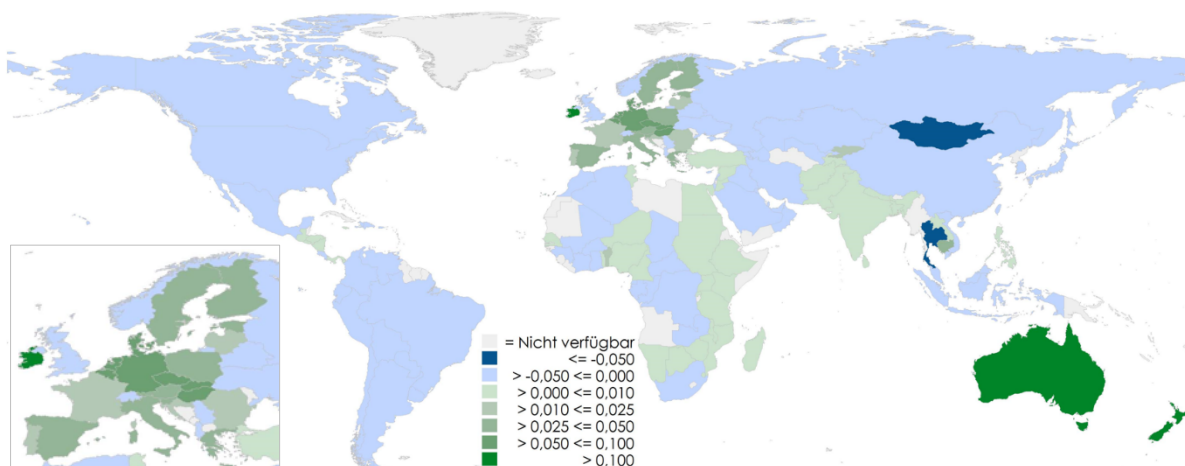 = Nicht verfügbar
<= -0,050
> -0,050 <= 0,000
> 0,000 <= 0,010
> 0,010 <= 0,025
> 0,025 <= 0,050
> 0,050 <= 0,100
> 0,100